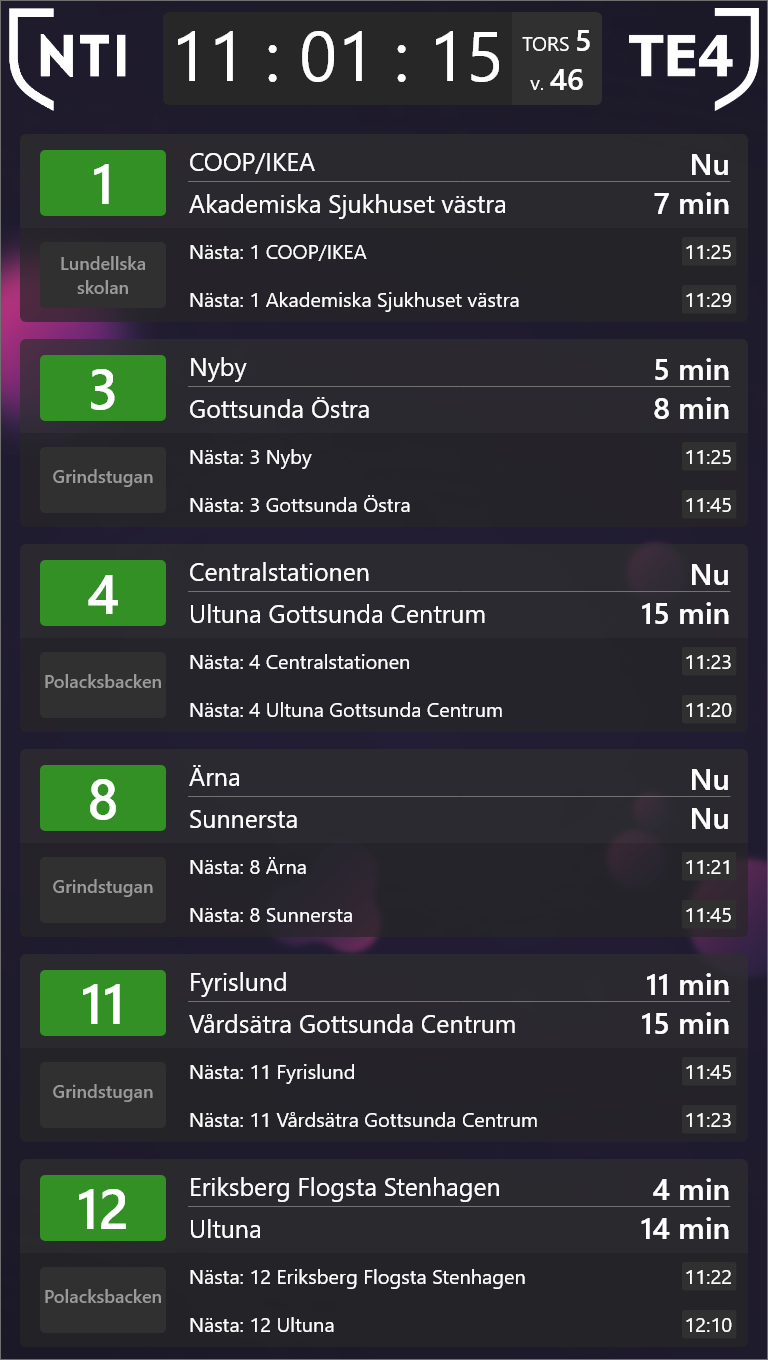 NTI
11 : 01 : 15
TORS 5
v. 46
TE4
1
COOP/IKEA
Nu
Akademiska Sjukhuset västra
7 min
Lundellska
skolan
Nästa: 1 COOP/IKEA
11:25
Nästa: 1 Akademiska Sjukhuset västra
11:29
3
Nyby
5 min
Gottsunda Östra
8 min
Grindstugan
Nästa: 3 Nyby
11:25
Nästa: 3 Gottsunda Östra
11:45
4
Centralstationen
Nu
Ultuna Gottsunda Centrum
15 min
Polacksbacken
Nästa: 4 Centralstationen
11:23
Nästa: 4 Ultuna Gottsunda Centrum
11:20
8
Ärna
Nu
Sunnersta
Nu
Grindstugan
Nästa: 8 Ärna
11:21
Nästa: 8 Sunnersta
11:45
11
Fyrislund
11 min
Vårdsätra Gottsunda Centrum
15 min
Grindstugan
Nästa: 11 Fyrislund
11:45
Nästa: 11 Vårdsätra Gottsunda Centrum
11:23
12
Eriksberg Flogsta Stenhagen
4 min
Ultuna
14 min
Polacksbacken
Nästa: 12 Eriksberg Flogsta Stenhagen
11:22
Nästa: 12 Ultuna
12:10